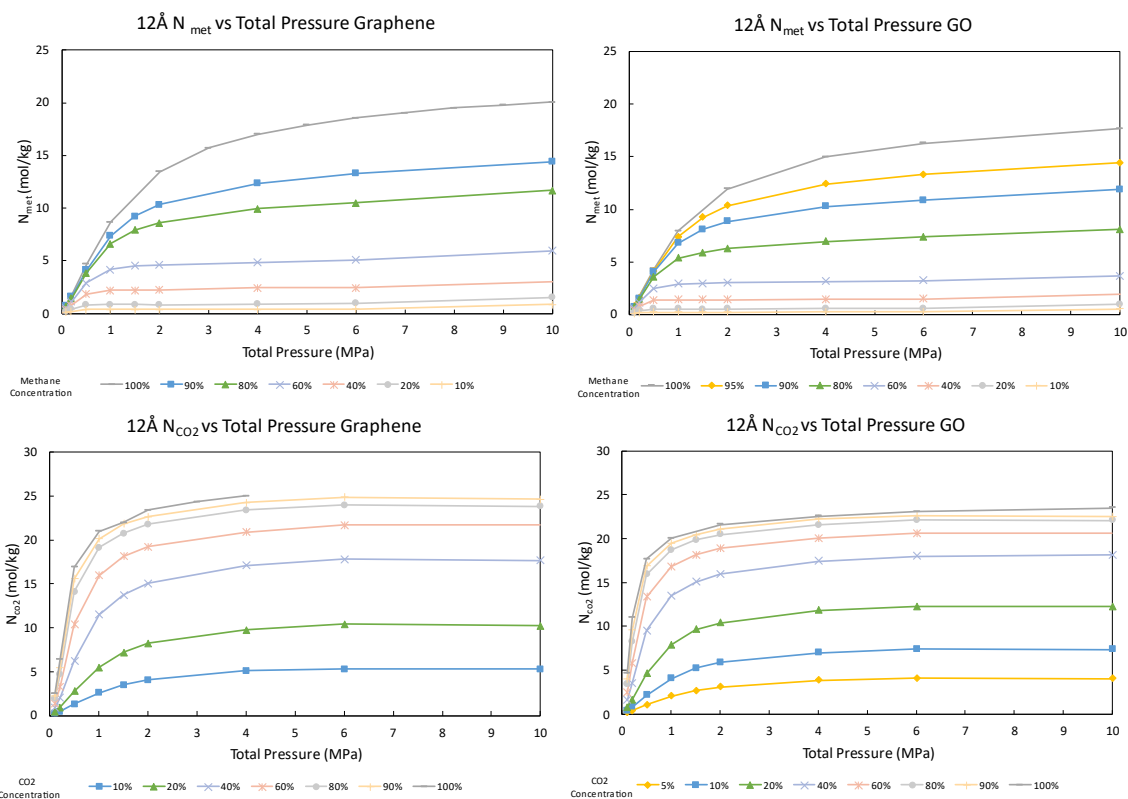 12Å N met vs Total Pressure Graphene
25
20
15
10
5
0
N met (mol/kg)
0 1 2 3 4 5 6 7 8 9 10
Total Pressure (MPa)
Methane Concentration
100% 90% 80% 60% 40% 20% 10%
12Å Nmet vs Total Pressure GO
25
20
15
10
5
0
Nmet (mol/kg)
0 1 2 3 4 5 6 7 8 9 10
Total Pressure (MPa)
Methane Concentration
100% 95% 90% 80% 60% 40% 20% 10%
12Å NCO2 vs Total Pressure Graphene
30
25
20
15
10
5
0
Nco2 (mol/kg)
0 1 2 3 4 5 6 7 8 9 10
Total Pressure (MPa)
CO2 Concentration
10% 20% 40% 60% 80% 90% 100%
12Å NCO2 vs Total Pressure GO
30
25
20
15
10
5
0
Nco2 (mol/kg)
0 1 2 3 4 5 6 7 8 9 10
Total Pressure (MPa)
CO2 Concentration
5% 10% 20% 40% 60% 80% 90% 100%